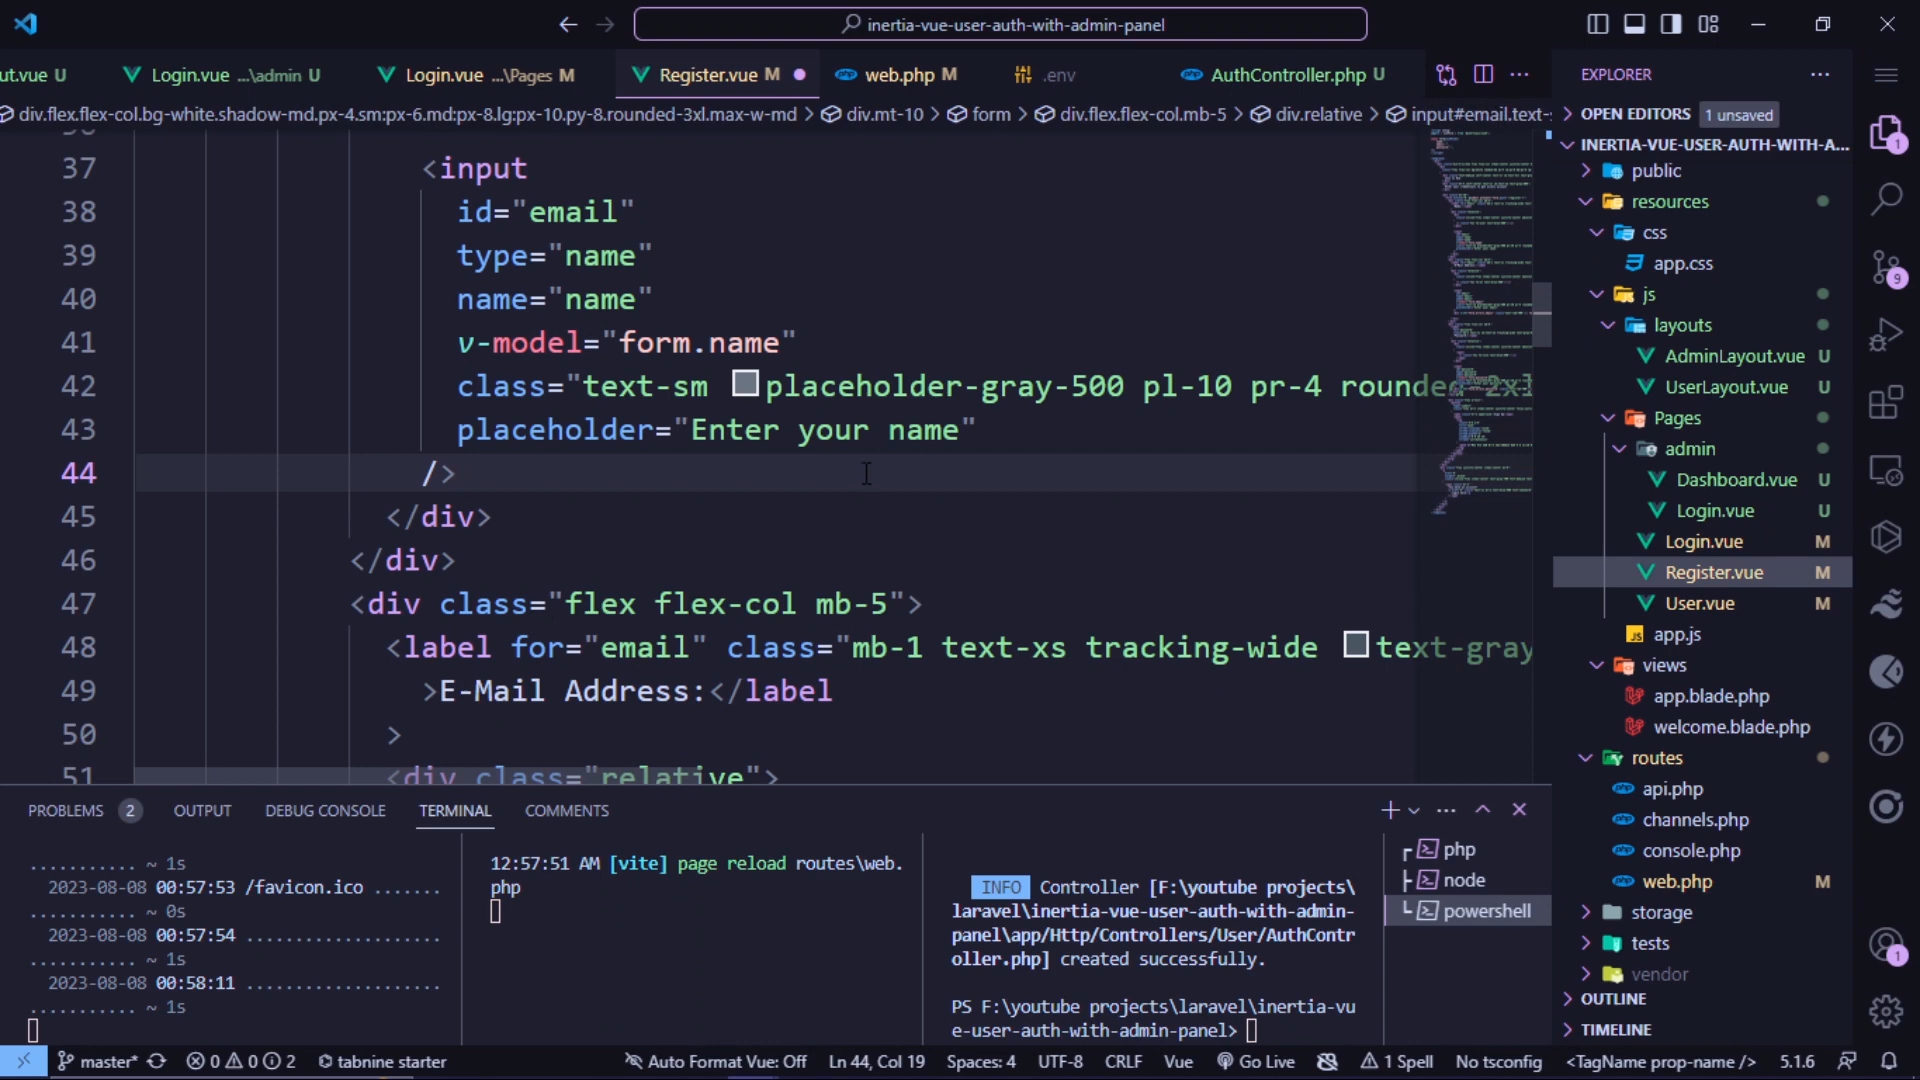 inertia-vue-user-auth-with-admin-panel
ut.vue U
Login.vue ...\admin U
Login.vue ...\Pages M
Register.vue M
web.php M
.env
AuthController.php U
div.flex.flex-col.bg-white.shadow-md.px-4.sm:px-6.md:px-8.lg:px-10.py-8.rounded-3xl.max-w-md > div.mt-10 > form > div.flex.flex-col.mb-5 > div.relative > input#email.text-
37 <input
38 id="email"
39 type="name"
40 name="name"
41 v-model="form.name"
42 class="text-sm placeholder-gray-500 pl-10 pr-4 rounded-2xl
43 placeholder="Enter your name"
44 />
45 </div>
46 </div>
47 <div class="flex flex-col mb-5">
48 <label for="email" class="mb-1 text-xs tracking-wide text-gray
49 >E-Mail Address:</label
50 >
51 <div class="relative">
EXPLORER
OPEN EDITORS 1 unsaved
INERTIA-VUE-USER-AUTH-WITH-A...
public
resources
css
app.css
js
layouts
AdminLayout.vue U
UserLayout.vue U
Pages
admin
Dashboard.vue U
Login.vue U
Login.vue M
Register.vue M
User.vue M
app.js
views
app.blade.php
welcome.blade.php
routes
api.php
channels.php
console.php
web.php M
storage
tests
vendor
OUTLINE
TIMELINE
1
9
1
PROBLEMS 2 OUTPUT DEBUG CONSOLE TERMINAL COMMENTS
........... ~ 1s
2023-08-08 00:57:53 /favicon.ico .......
........... ~ 0s
2023-08-08 00:57:54 ....................
........... ~ 1s
2023-08-08 00:58:11 ....................
........... ~ 1s
12:57:51 AM [vite] page reload routes\web.
php
INFO Controller [F:\youtube projects\
laravel\inertia-vue-user-auth-with-admin-
panel\app/Http/Controllers/User/AuthContr
oller.php] created successfully.
PS F:\youtube projects\laravel\inertia-vu
e-user-auth-with-admin-panel>
php
node
powershell
master* 0 0 2 tabnine starter Auto Format Vue: Off Ln 44, Col 19 Spaces: 4 UTF-8 CRLF Vue Go Live 1 Spell No tsconfig <TagName prop-name /> 5.1.6